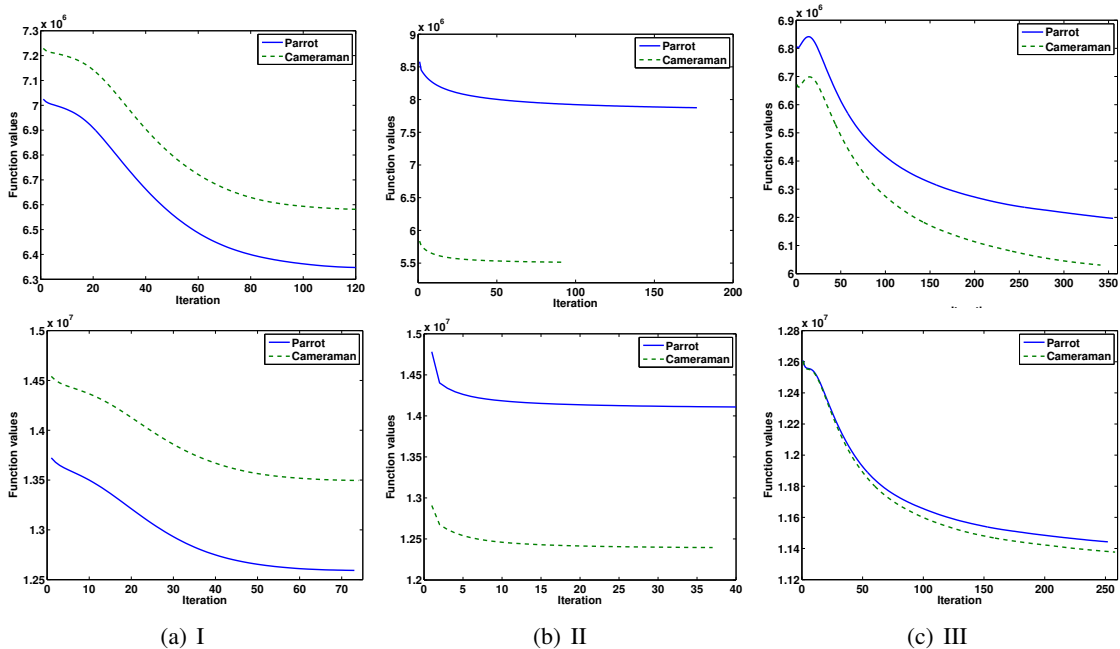 x 10^6
7.3
7.2
7.1
7
6.9
6.8
6.7
6.6
6.5
6.4
6.3
Function values
Parrot
Cameraman
0 20 40 60 80 100 120
Iteration
x 10^6
9
8.5
8
7.5
7
6.5
6
5.5
5
Function values
Parrot
Cameraman
0 50 100 150 200
Iteration
x 10^6
6.9
6.8
6.7
6.6
6.5
6.4
6.3
6.2
6.1
6
Function values
Parrot
Cameraman
0 50 100 150 200 250 300 350
x 10^7
1.5
1.45
1.4
1.35
1.3
1.25
Function values
Parrot
Cameraman
0 10 20 30 40 50 60 70
Iteration
x 10^7
1.5
1.45
1.4
1.35
1.3
1.25
1.2
Function values
Parrot
Cameraman
0 5 10 15 20 25 30 35 40
Iteration
x 10^7
1.28
1.26
1.24
1.22
1.2
1.18
1.16
1.14
1.12
Function values
Parrot
Cameraman
0 50 100 150 200 250
Iteration
(a) I
(b) II
(c) III